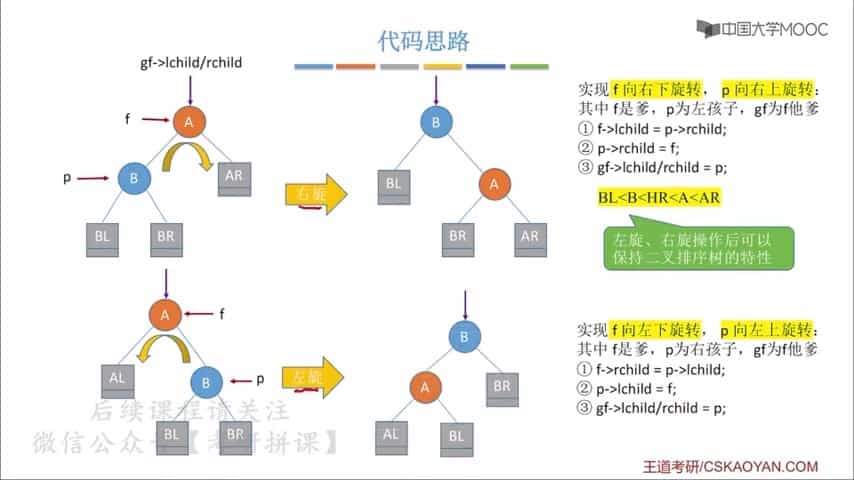 中国大学MOOC
代码思路
gf->lchild/rchild
f
A
p
B
AR
BL
BR
右旋
B
BL
A
BR
AR
实现 f 向右下旋转， p 向右上旋转：
其中 f是爹，p为左孩子，gf为f他爹
① f->lchild = p->rchild;
② p->rchild = f;
③ gf->lchild/rchild = p;
BL<B<HR<A<AR
左旋、右旋操作后可以
保持二叉排序树的特性
A
f
AL
B
p
BL
BR
左旋
B
A
BR
AL
BL
实现 f 向左下旋转， p 向左上旋转：
其中 f是爹，p为右孩子，gf为f他爹
① f->rchild = p->lchild;
② p->lchild = f;
③ gf->lchild/rchild = p;
后续课程请关注
微信公众号【考研拼课】
王道考研/CSKAOYAN.COM